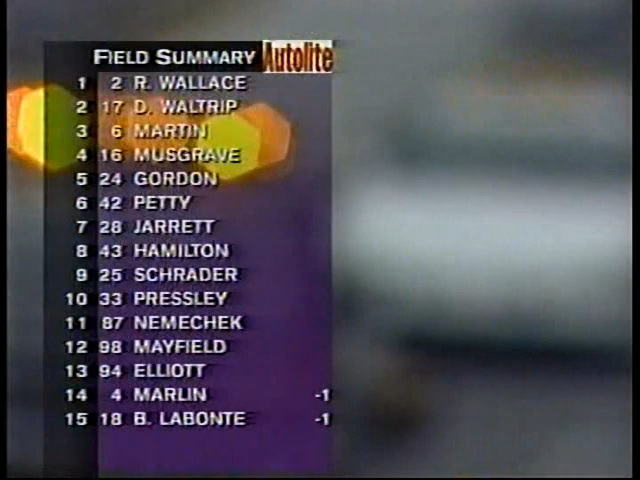 FIELD SUMMARY Autolite
1 2 R. WALLACE
2 17 D. WALTRIP
3 6 MARTIN
4 16 MUSGRAVE
5 24 GORDON
6 42 PETTY
7 28 JARRETT
8 43 HAMILTON
9 25 SCHRADER
10 33 PRESSLEY
11 87 NEMECHEK
12 98 MAYFIELD
13 94 ELLIOTT
14 4 MARLIN -1
15 18 B. LABONTE -1